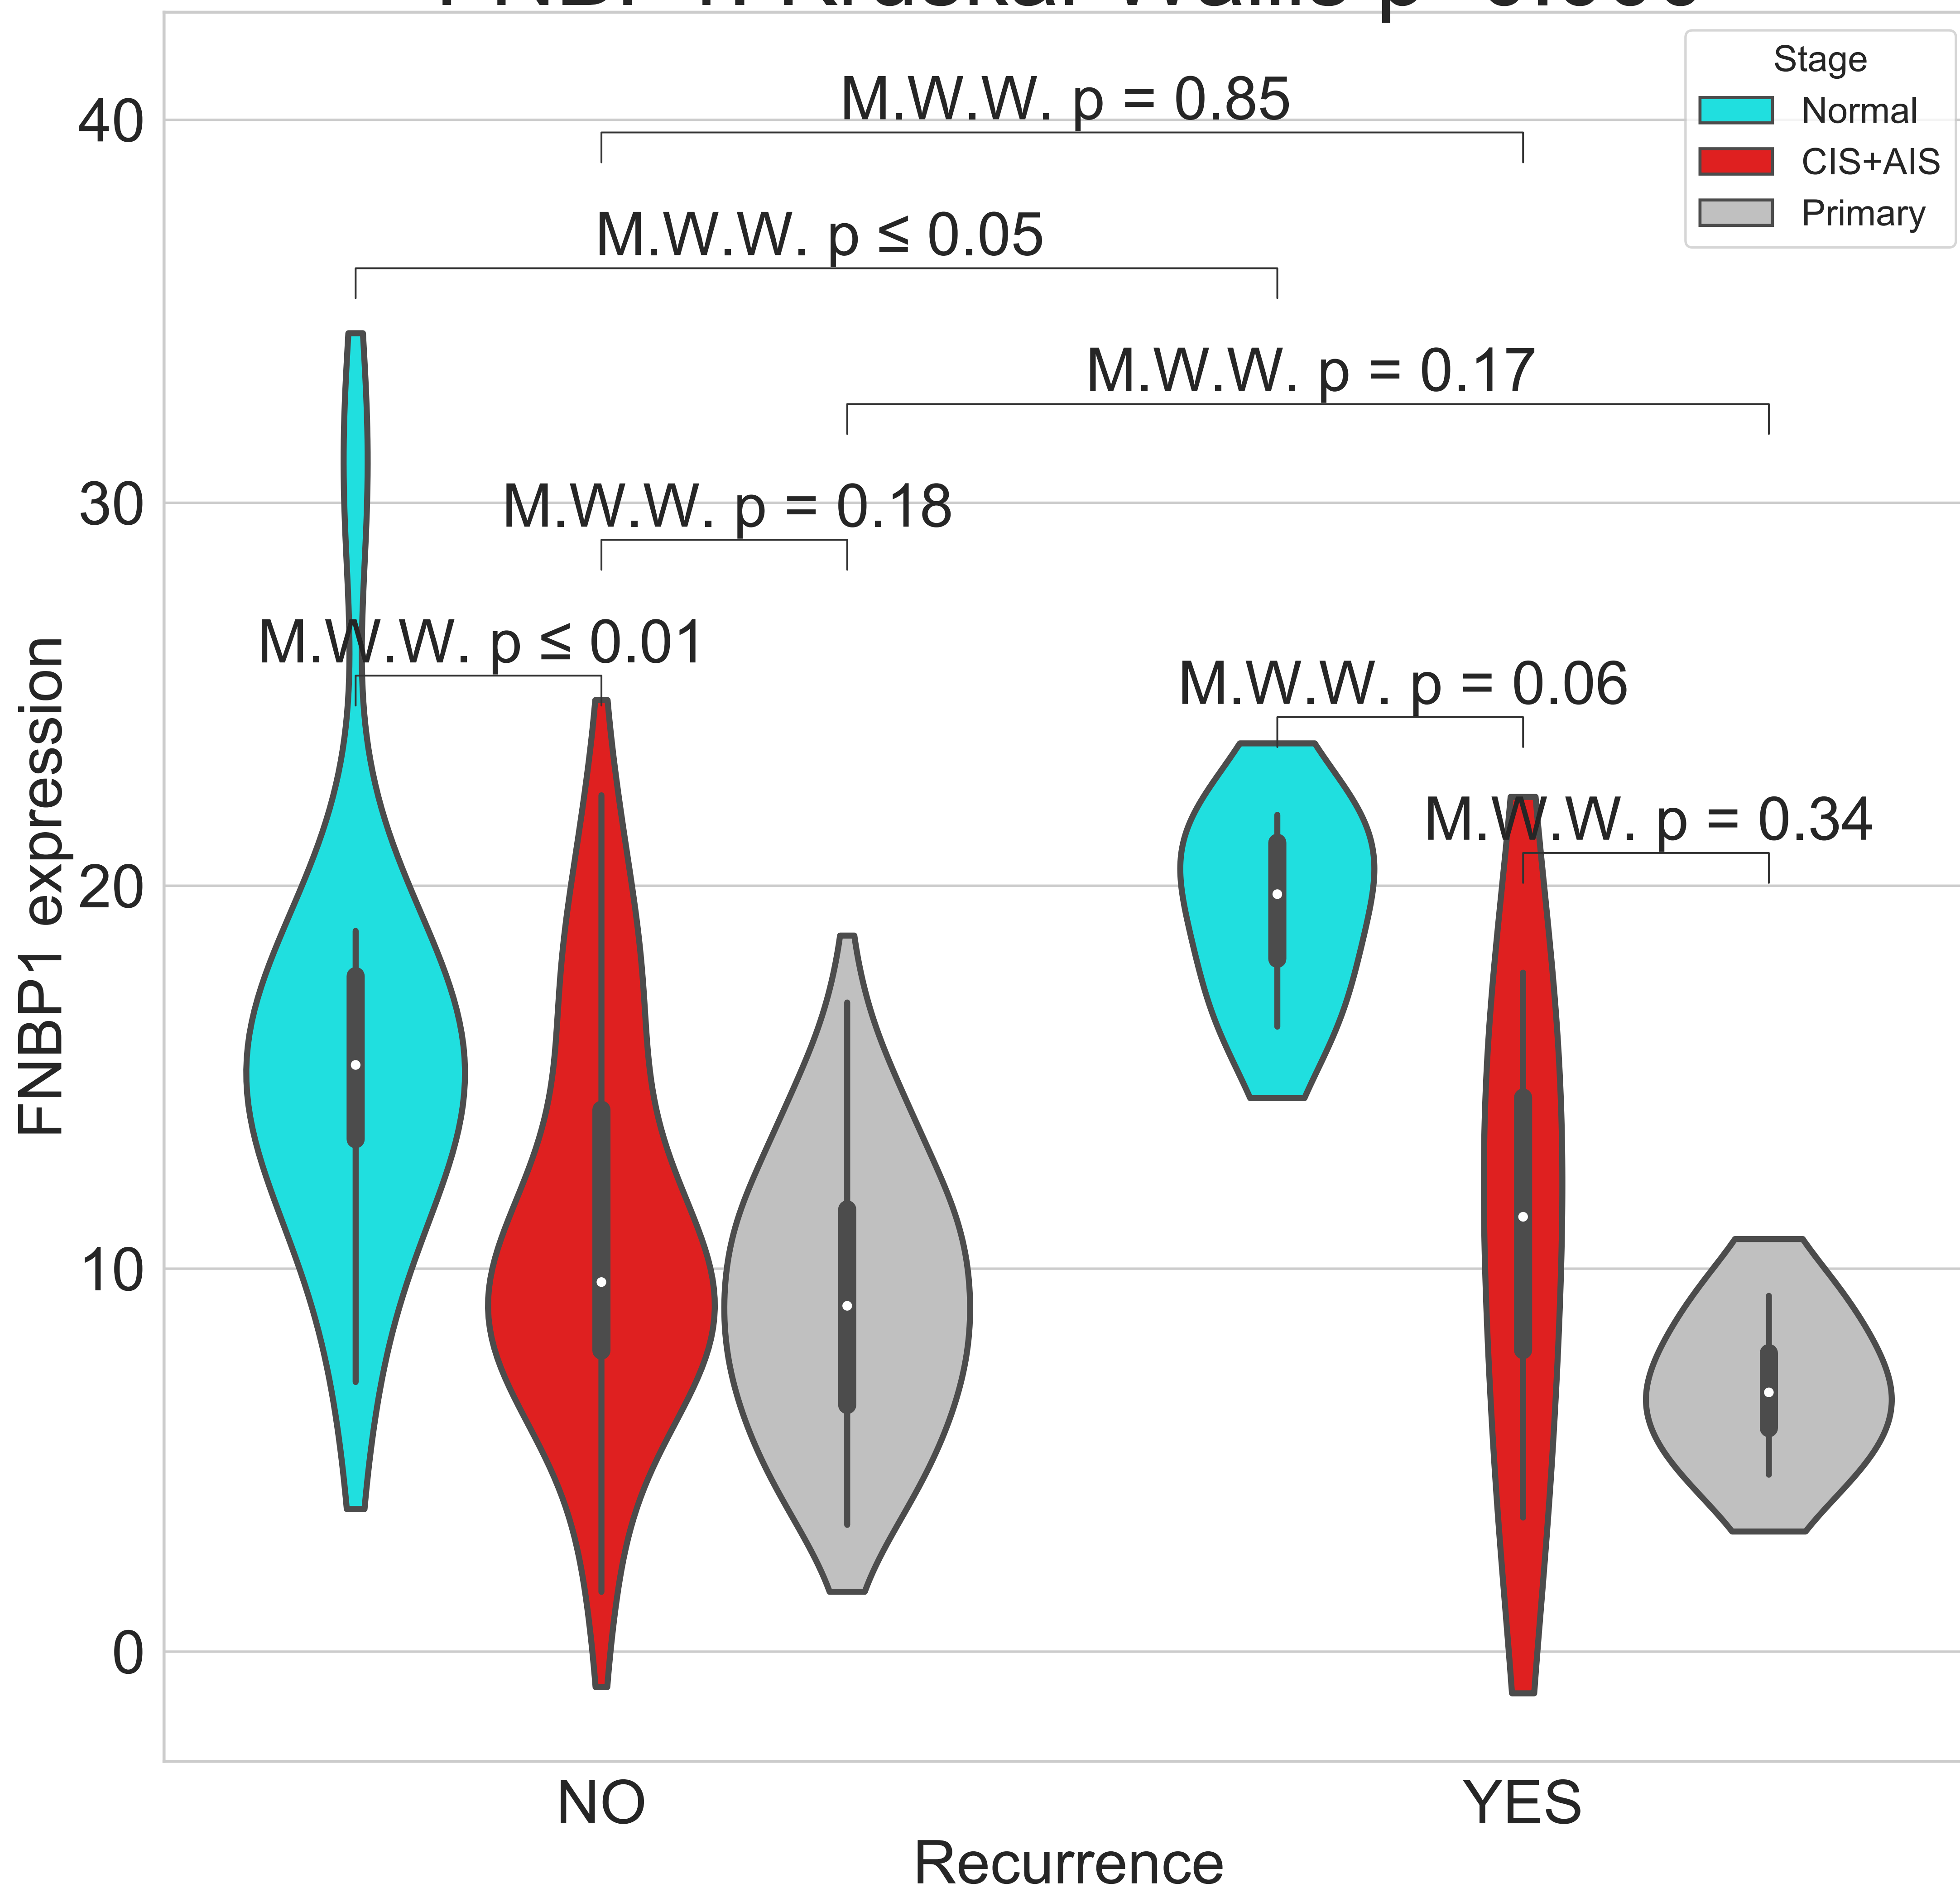 Stage
Normal
CIS+AIS
Primary
M.W.W. p = 0.85
M.W.W. p ≤ 0.05
M.W.W. p = 0.17
M.W.W. p = 0.18
M.W.W. p ≤ 0.01
M.W.W. p = 0.06
M.W.W. p = 0.34
40
30
20
10
0
FNBP1 expression
NO
YES
Recurrence